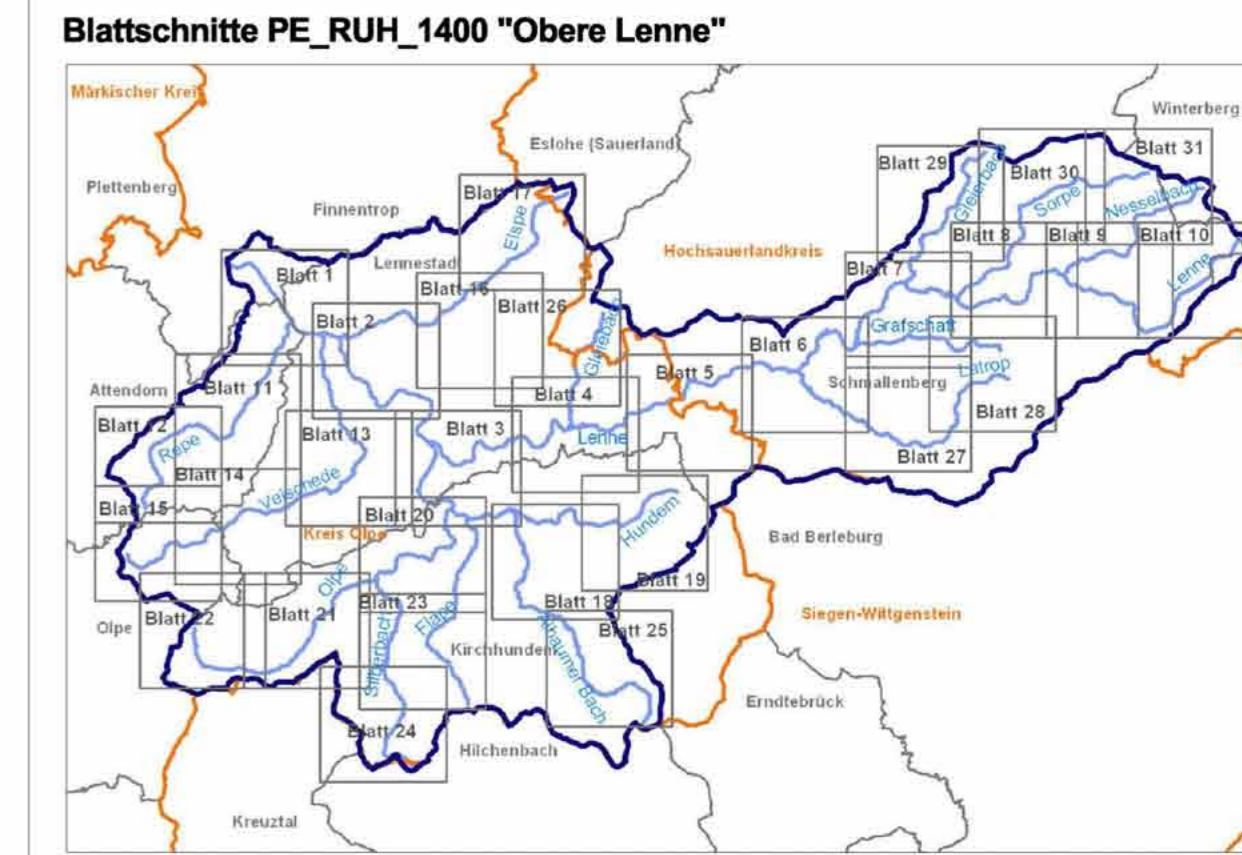 Blattschnitte PE_RUH_1400 "Obere Lenne"
Märkischer Kreis
Winterberg
Eslohe (Sauerland)
Blatt 31
Blatt 29
Blatt 30
Plettenberg
Blatt 17
Gleierbach
Sorpe
Nesselbach
Finnentrop
Elspe
Blatt 8
Blatt 9
Blatt 10
Hochsauerlandkreis
Lennestadt
Blatt 7
Blatt 1
Lenne
Blatt 16
Blatt 26
Blatt 2
Grafschaft
Blatt 6
Gleiebach
Latrop
Blatt 5
Schmallenberg
Attendorn
Blatt 11
Blatt 4
Blatt 28
Blatt 12
Blatt 13
Blatt 3
Lenne
Repe
Blatt 27
Blatt 14
Veischede
Blatt 15
Blatt 20
Hundem
Kreis Olpe
Bad Berleburg
Olpe
Blatt 19
Blatt 23
Blatt 18
Siegen-Wittgenstein
Blatt 22
Blatt 21
Flape
Olpe
Blatt 25
Silberbach
Kirchhundem
Albaumer Bach
Erndtebrück
Blatt 24
Hilchenbach
Kreuztal